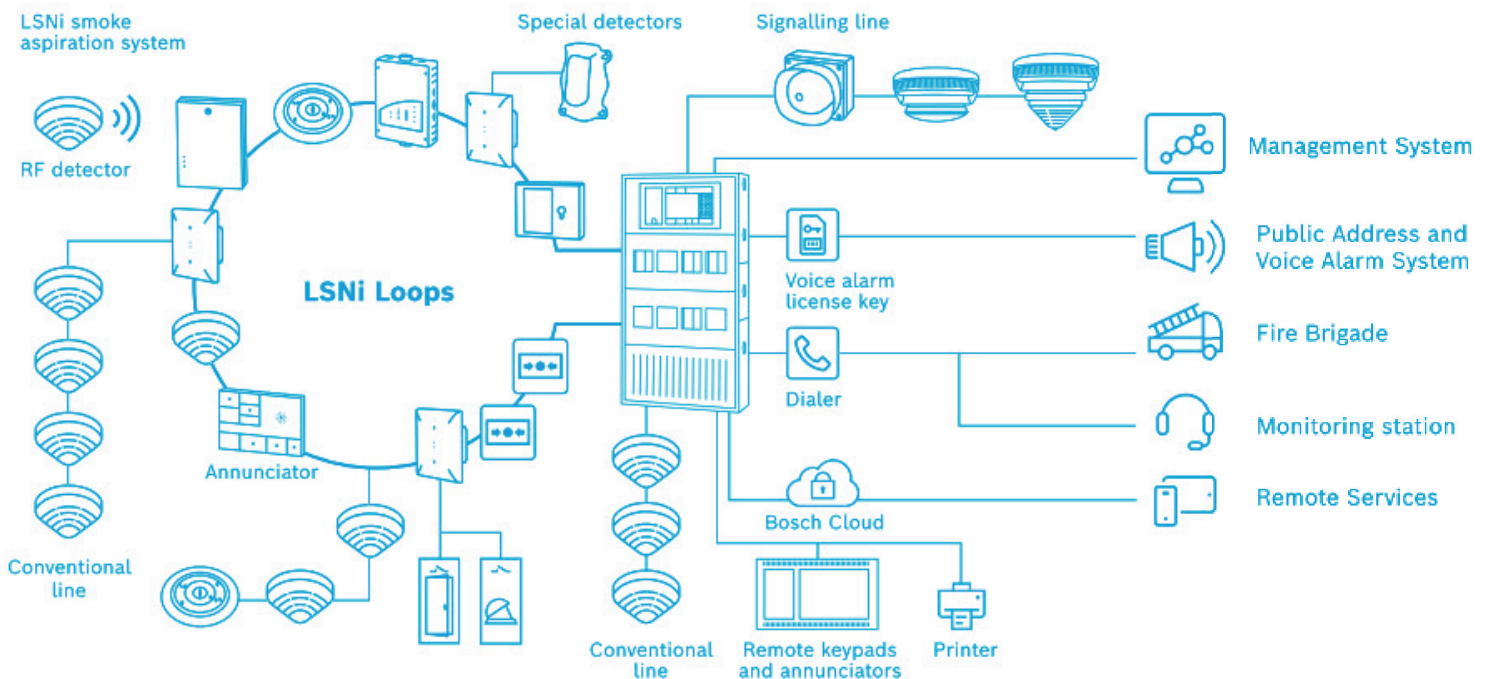 LSNi smoke
aspiration system
Special detectors
Signalling line
RF detector
Management System
Public Address and
Voice Alarm System
Voice alarm
license key
LSNi Loops
Fire Brigade
Dialer
Monitoring station
Annunciator
Remote Services
Bosch Cloud
Conventional
line
Conventional
line
Remote keypads
and annunciators
Printer